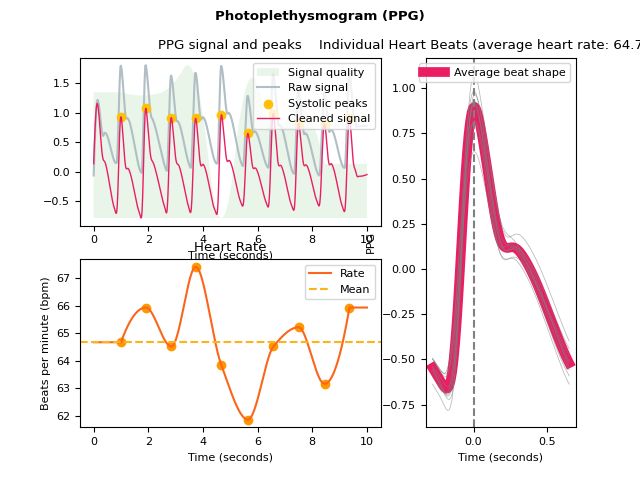 Photoplethysmogram (PPG)
PPG signal and peaks
Individual Heart Beats (average heart rate: 64.7
Signal quality
Raw signal
Systolic peaks
Cleaned signal
1.5
1.0
0.5
0.0
−0.5
0 2 4 6 8 10
Time (seconds)
Heart Rate
Rate
Mean
Beats per minute (bpm)
67
66
65
64
63
62
0 2 4 6 8 10
Time (seconds)
PPG
Average beat shape
1.00
0.75
0.50
0.25
0.00
−0.25
−0.50
−0.75
0.0 0.5
Time (seconds)